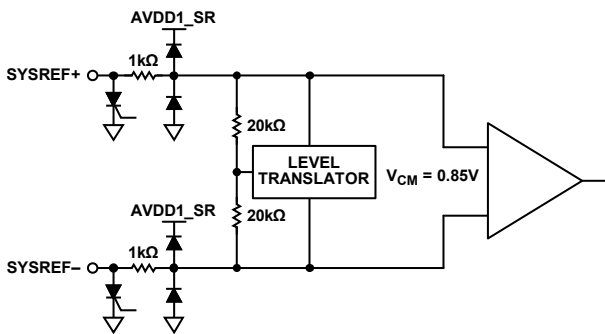 AVDD1_SR
1kΩ
SYSREF+
20kΩ
LEVEL
TRANSLATOR
V_CM = 0.85V
20kΩ
AVDD1_SR
1kΩ
SYSREF–